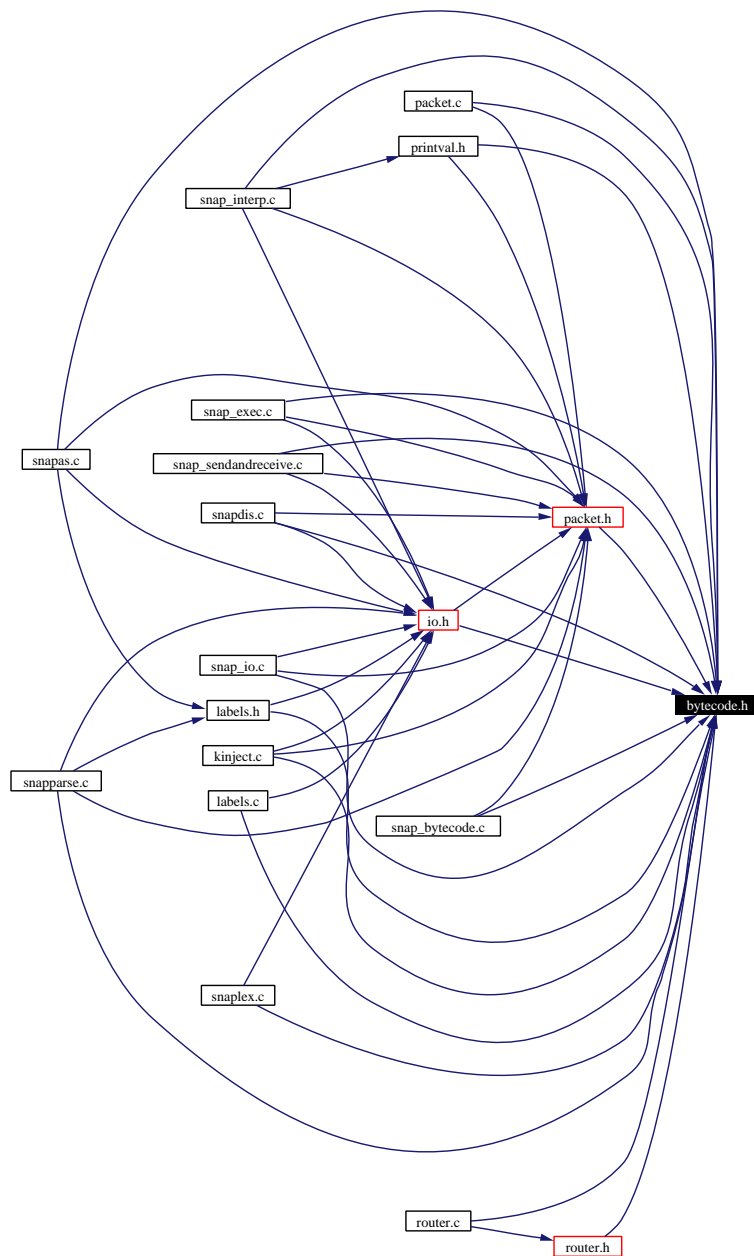 packet.c
printval.h
snap_interp.c
snap_exec.c
snapas.c
snap_sendandreceive.c
snapdis.c
packet.h
io.h
snap_io.c
labels.h
bytecode.h
kinject.c
snapparse.c
labels.c
snap_bytecode.c
snaplex.c
router.c
router.h